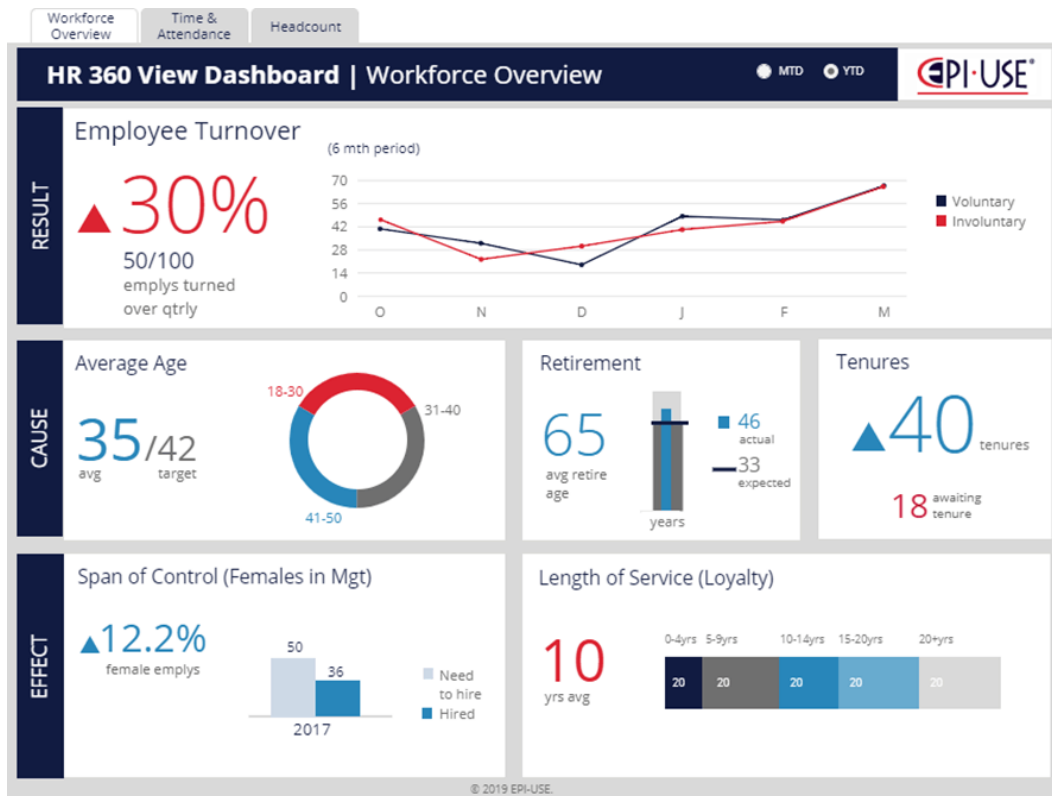 Workforce
Overview
Time &
Attendance
Headcount
HR 360 View Dashboard | Workforce Overview
MTD
YTD
EPI·USE®
RESULT
Employee Turnover
(6 mth period)
30%
50/100
emplys turned
over qtrly
70
56
42
28
14
0
O
N
D
J
F
M
Voluntary
Involuntary
CAUSE
Average Age
35/42
avg
target
18-30
31-40
41-50
Retirement
65
avg retire
age
46
actual
33
expected
years
Tenures
40 tenures
18 awaiting
tenure
EFFECT
Span of Control (Females in Mgt)
12.2%
female emplys
50
36
2017
Need
to hire
Hired
Length of Service (Loyalty)
10
yrs avg
0-4yrs 5-9yrs 10-14yrs 15-20yrs 20+yrs
20 20 20 20 20
© 2019 EPI-USE.